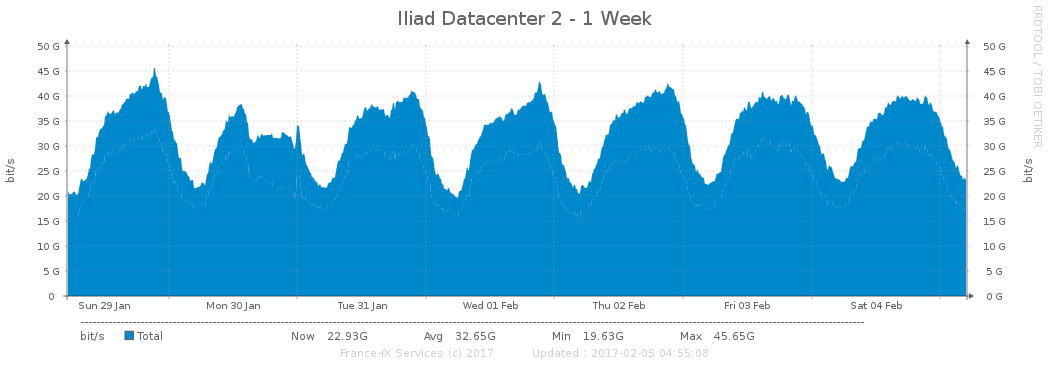 Iliad Datacenter 2 - 1 Week
RRDTOOL / TOBI OETIKER
50 G 50 G
45 G 45 G
40 G 40 G
35 G 35 G
30 G 30 G
25 G 25 G
20 G 20 G
15 G 15 G
10 G 10 G
5 G 5 G
0 0 G
bit/s bit/s
Sun 29 Jan Mon 30 Jan Tue 31 Jan Wed 01 Feb Thu 02 Feb Fri 03 Feb Sat 04 Feb
bit/s Total Now 22.93G Avg 32.65G Min 19.63G Max 45.65G
France-IX Services (c) 2017 Updated : 2017-02-05 04:55:08